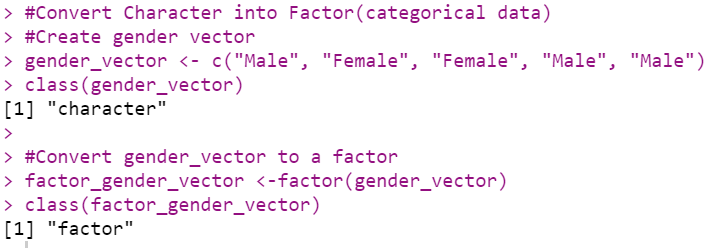 > #Convert Character into Factor(categorical data)
> #Create gender vector
> gender_vector <- c("Male", "Female", "Female", "Male", "Male")
> class(gender_vector)
[1] "character"
>
> #Convert gender_vector to a factor
> factor_gender_vector <-factor(gender_vector)
> class(factor_gender_vector)
[1] "factor"